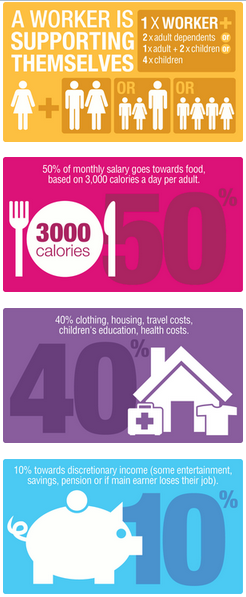 A WORKER IS
SUPPORTING
THEMSELVES
1 X WORKER+
2 x adult dependents or
1 x adult + 2 x children or
4 x children
OR
OR
50% of monthly salary goes towards food,
based on 3,000 calories a day per adult.
3000
calories
50%
40% clothing, housing, travel costs,
children's education, health costs.
40%
10% towards discretionary income (some entertainment,
savings, pension or if main earner loses their job).
10%